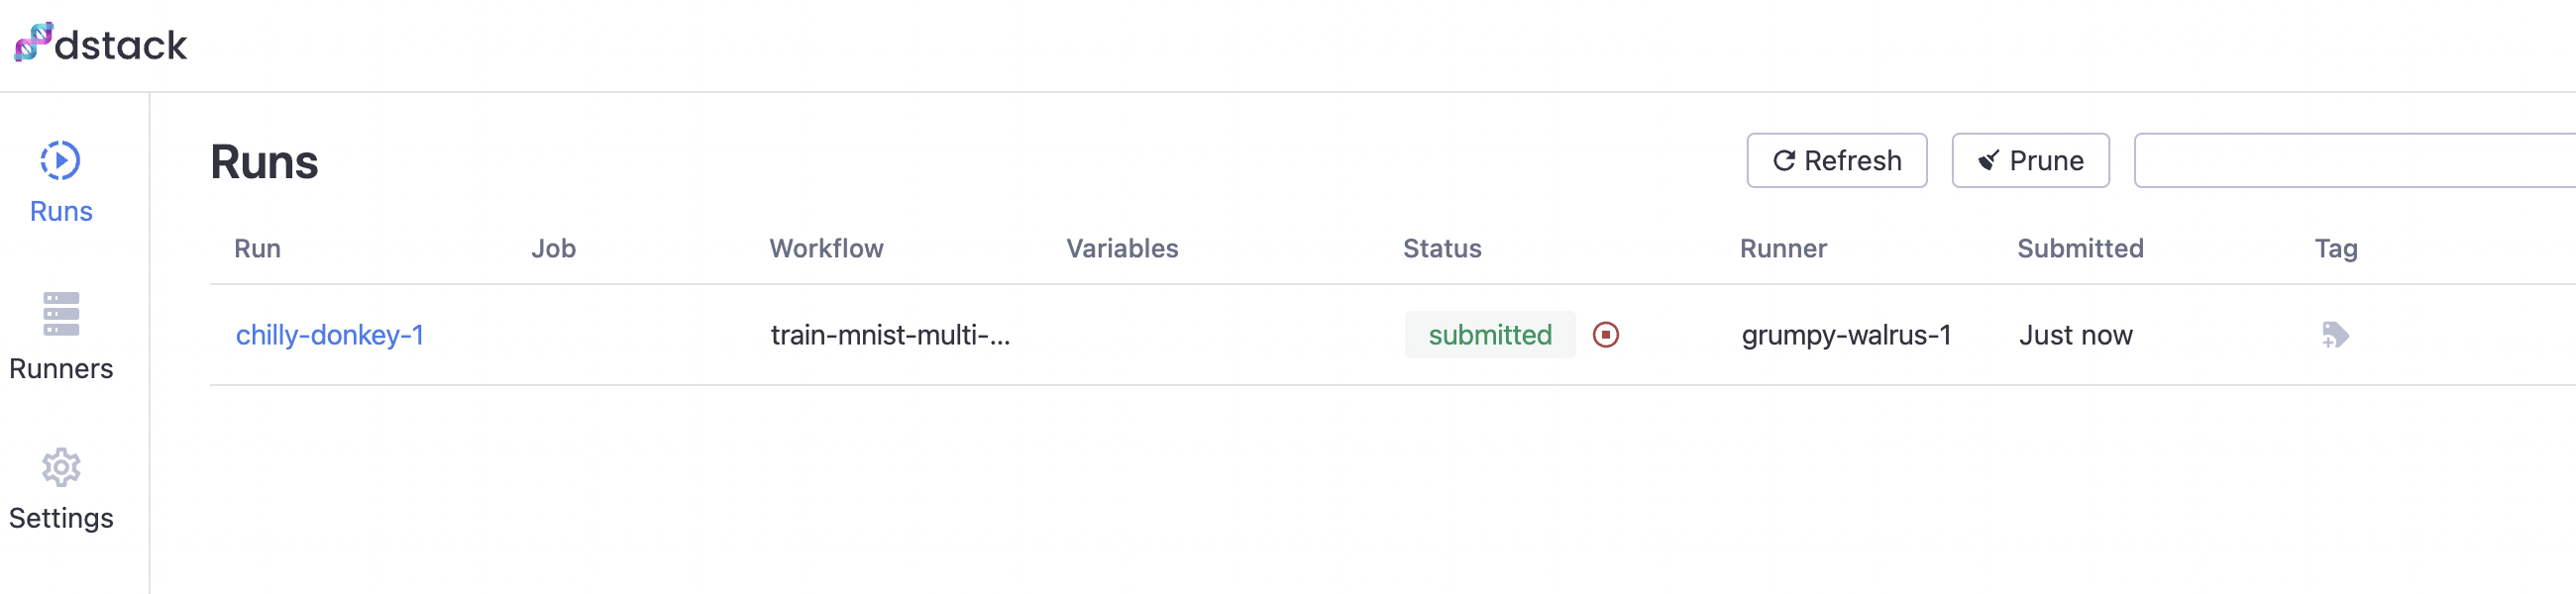 dstack
Runs
Runners
Settings
Runs
Refresh
Prune
Run Job Workflow Variables Status Runner Submitted Tag
chilly-donkey-1 train-mnist-multi-... submitted grumpy-walrus-1 Just now